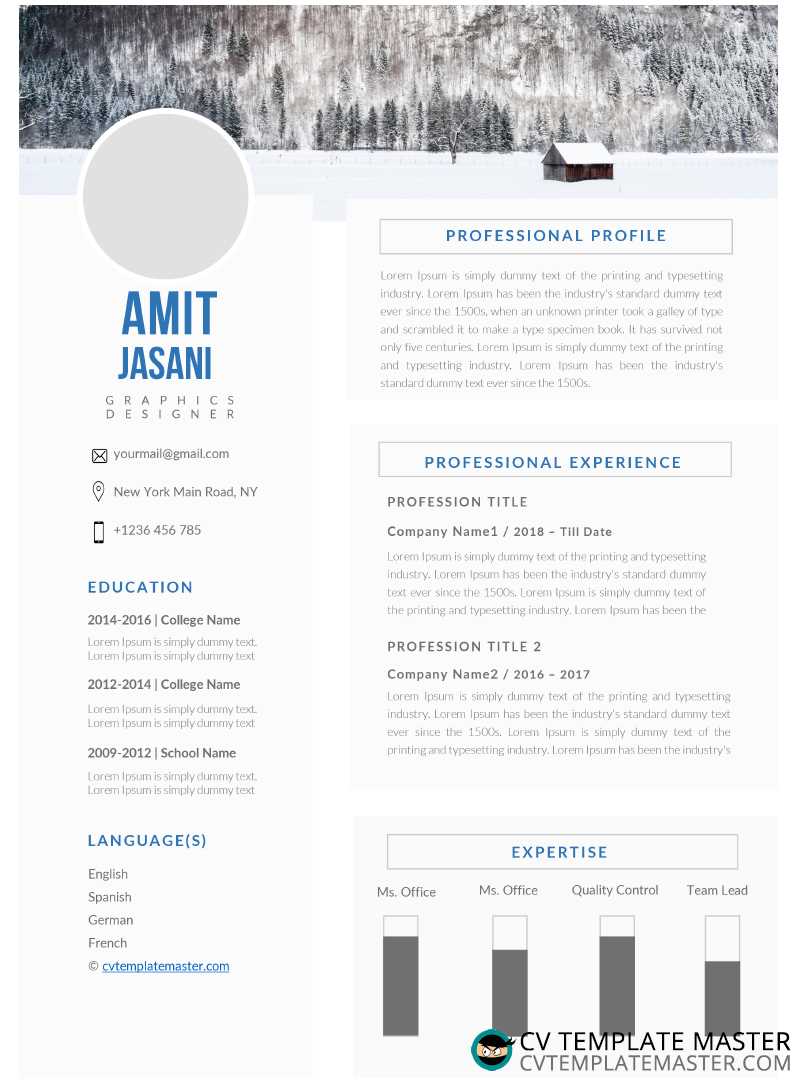 AMIT
JASANI
GRAPHICS
DESIGNER
yourmail@gmail.com
New York Main Road, NY
+1236 456 785
EDUCATION
2014-2016 | College Name
Lorem Ipsum is simply dummy text.
Lorem Ipsum is simply dummy text
2012-2014 | College Name
Lorem Ipsum is simply dummy text.
Lorem Ipsum is simply dummy text
2009-2012 | School Name
Lorem Ipsum is simply dummy text.
Lorem Ipsum is simply dummy text
LANGUAGE(S)
English
Spanish
German
French
© cvtemplatemaster.com
PROFESSIONAL PROFILE
Lorem Ipsum is simply dummy text of the printing and typesetting
industry. Lorem Ipsum has been the industry's standard dummy text
ever since the 1500s, when an unknown printer took a galley of type
and scrambled it to make a type specimen book. It has survived not
only five centuries. Lorem Ipsum is simply dummy text of the printing
and typesetting industry. Lorem Ipsum has been the industry's
standard dummy text ever since the 1500s.
PROFESSIONAL EXPERIENCE
PROFESSION TITLE
Company Name1 / 2018 – Till Date
Lorem Ipsum is simply dummy text of the printing and typesetting
industry. Lorem Ipsum has been the industry's standard dummy
text ever since the 1500s. Lorem Ipsum is simply dummy text of
the printing and typesetting industry. Lorem Ipsum has been the
PROFESSION TITLE 2
Company Name2 / 2016 – 2017
Lorem Ipsum is simply dummy text of the printing and typesetting
industry. Lorem Ipsum has been the industry's standard dummy text
ever since the 1500s. Lorem Ipsum is simply dummy text of the
printing and typesetting industry. Lorem Ipsum has been the industry's
EXPERTISE
Ms. Office
Ms. Office
Quality Control
Team Lead
CV TEMPLATE MASTER
CVTEMPLATEMASTER.COM